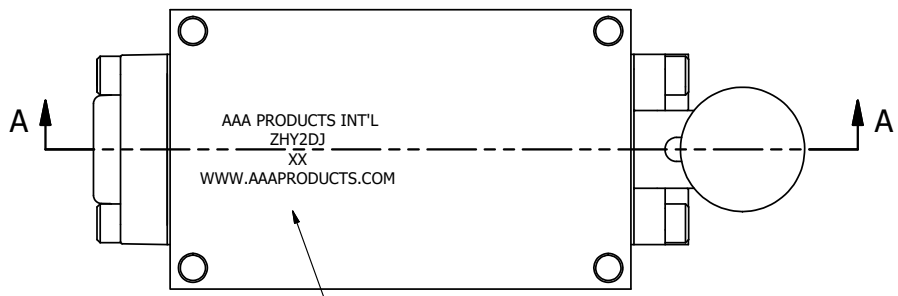 A
A
AAA PRODUCTS INT'L
ZHY2DJ
XX
WWW.AAAPRODUCTS.COM